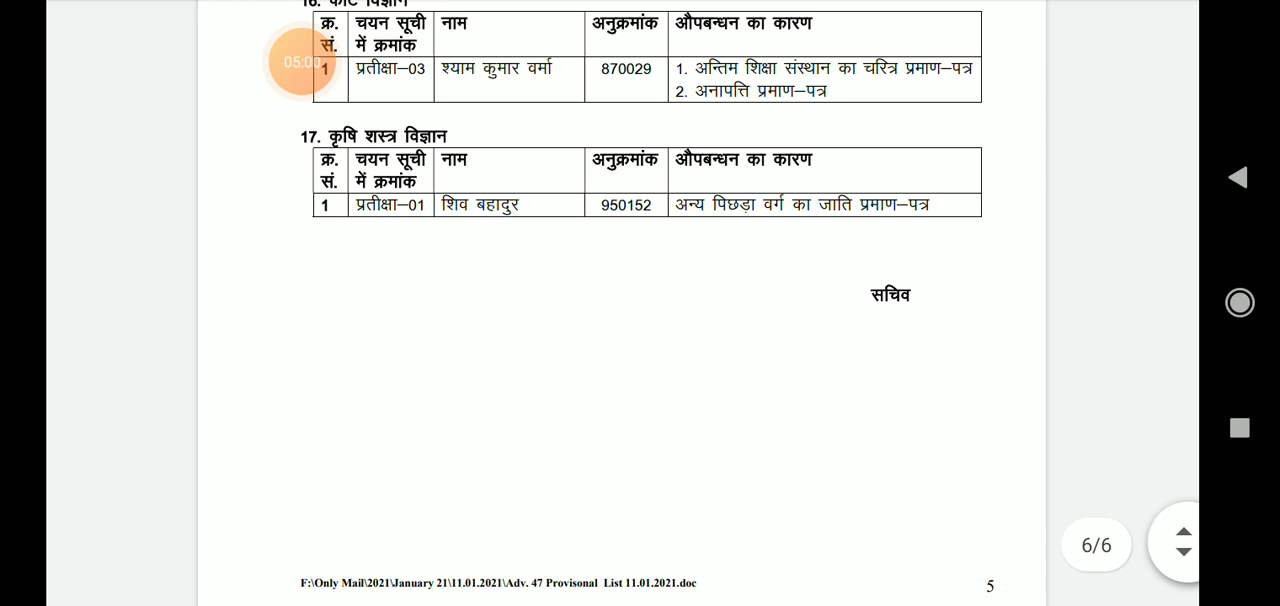 16. कीट विज्ञान
क्र. चयन सूची नाम अनुक्रमांक औपबन्धन का कारण
सं. में क्रमांक
05:00
1 प्रतीक्षा–03 श्याम कुमार वर्मा 870029 1. अन्तिम शिक्षा संस्थान का चरित्र प्रमाण–पत्र
2. अनापत्ति प्रमाण–पत्र
17. कृषि शस्त्र विज्ञान
क्र. चयन सूची नाम अनुक्रमांक औपबन्धन का कारण
सं. में क्रमांक
1 प्रतीक्षा–01 शिव बहादुर 950152 अन्य पिछड़ा वर्ग का जाति प्रमाण–पत्र
सचिव
6/6
F:\Only Mail\2021\January 21\11.01.2021\Adv. 47 Provisonal List 11.01.2021.doc
5